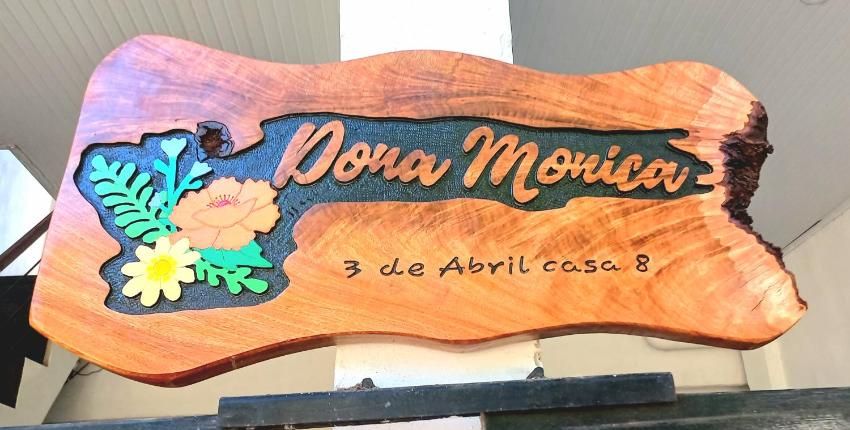 Dona Monica
3 de Abril casa 8